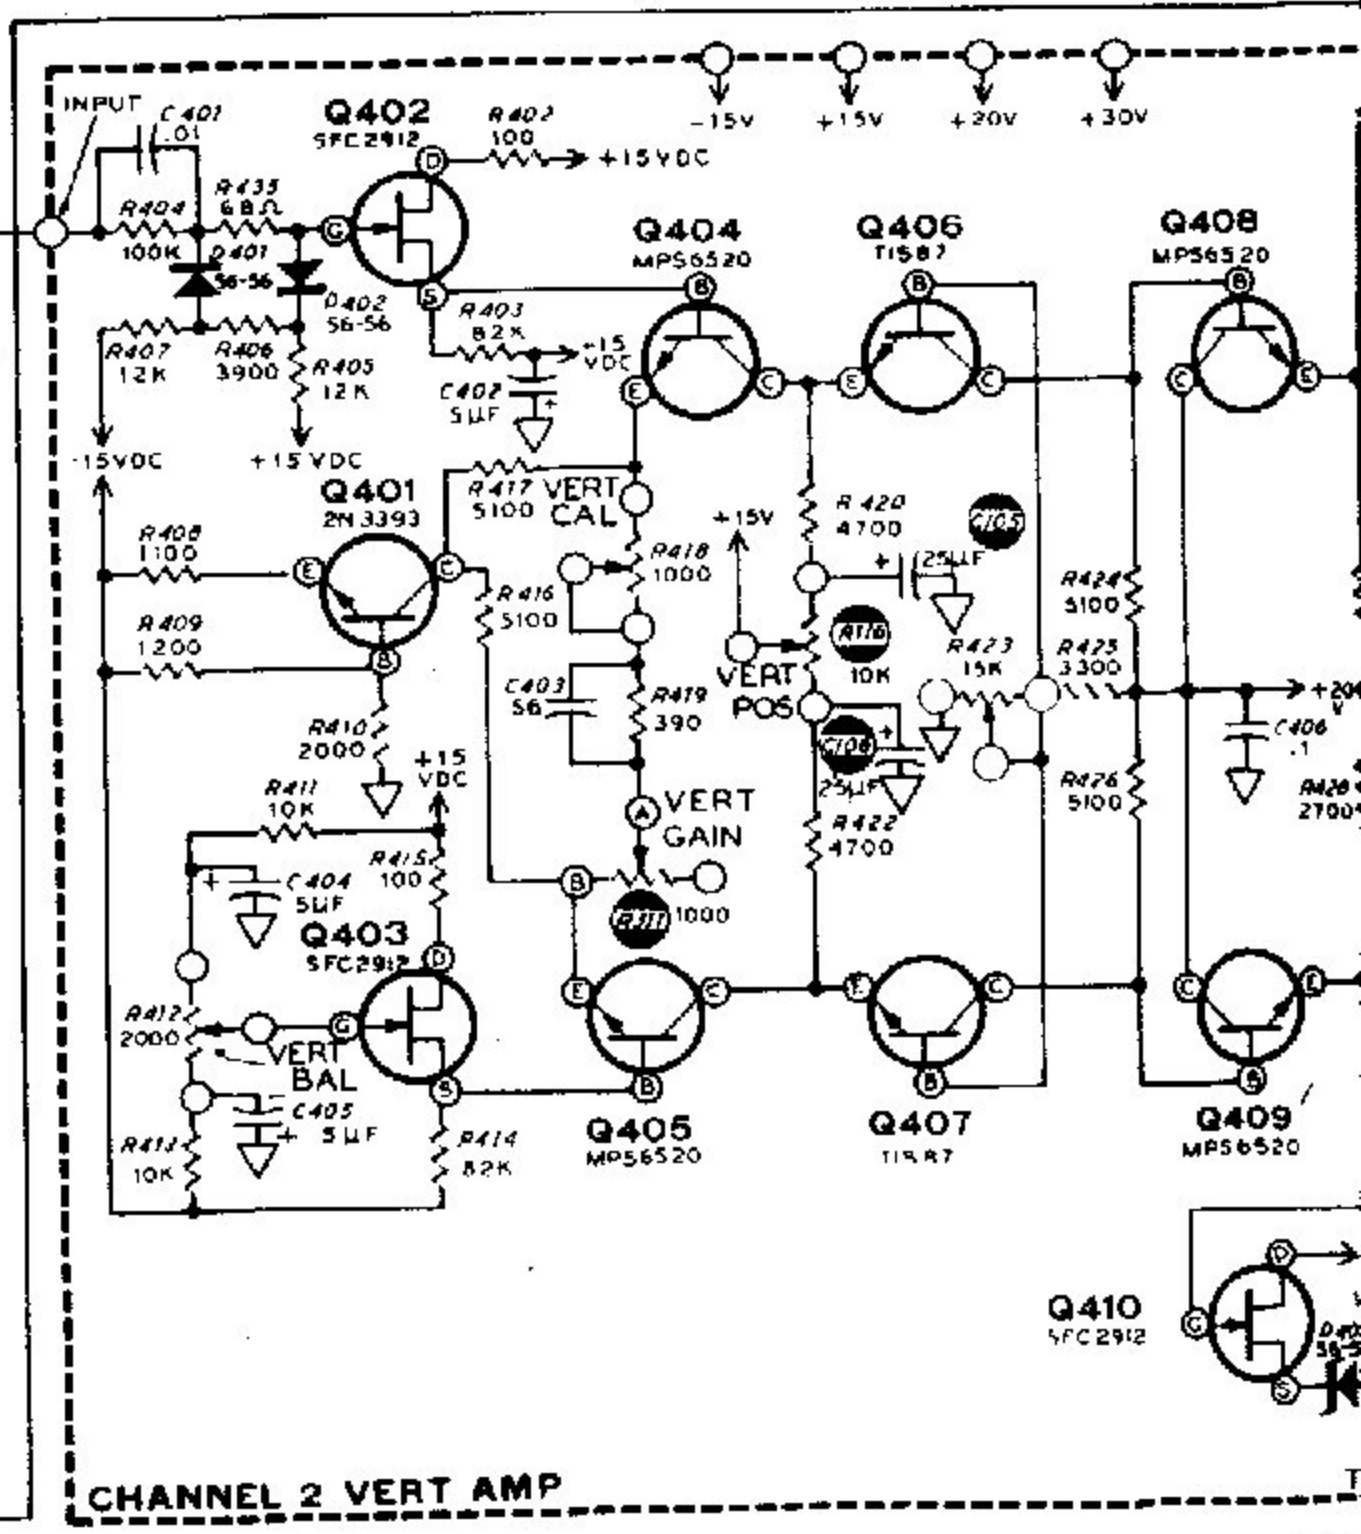 INPUT
C401
.01
Q402
SFC2912
R402
100
+15VDC
-15V
+15V
+20V
+30V
R404
100K
R435
68Ω
D401
S6-56
D402
S6-56
G
D
S
R407
12K
R406
3900
R405
12K
-15VDC
+15VDC
R403
82K
+15
VDC
C402
5µF
+
Q404
MPS6520
B
E
C
Q406
TIS87
B
E
C
Q408
MPS6520
B
C
E
Q401
2N3393
E
C
B
R408
1100
R409
1200
R410
2000
R417
5100
VERT
CAL
R418
1000
R416
5100
C403
56
R419
390
A
VERT
GAIN
B
R311
1000
+15V
R420
4700
C105
+
25µF
R116
10K
VERT
POS
C106
+
25µF
R422
4700
R423
15K
R424
5100
R425
3300
R426
5100
C406
.1
R428
2700
R411
10K
+15
VDC
R415
100
+
C404
5µF
Q403
SFC2912
D
G
S
R412
2000
VERT
BAL
C405
+
5µF
R413
10K
R414
82K
E
C
B
Q405
MPS6520
E
C
B
Q407
TIS87
C
E
B
Q409
MPS6520
Q410
SFC2912
D
G
S
CHANNEL 2 VERT AMP